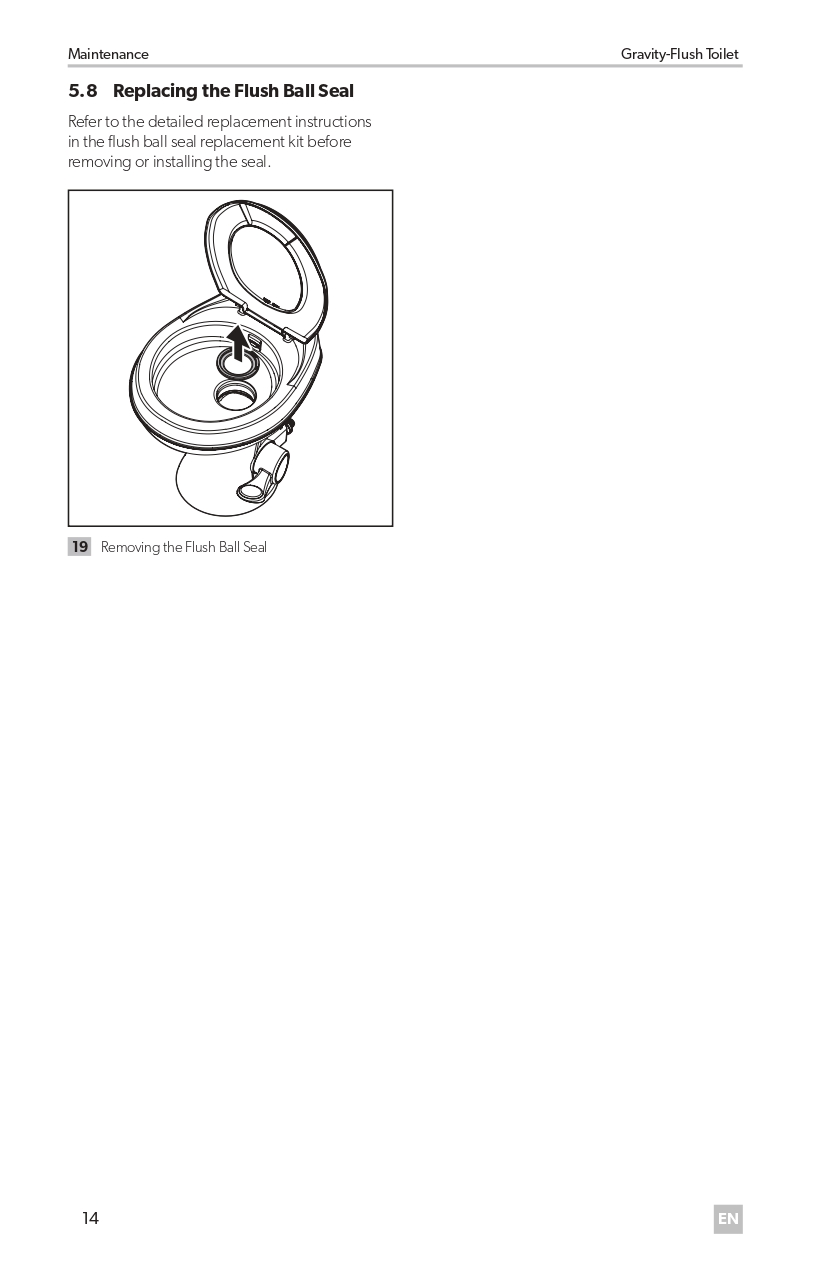 Maintenance
Gravity-Flush Toilet
5.8 Replacing the Flush Ball Seal
Refer to the detailed replacement instructions
in the flush ball seal replacement kit before
removing or installing the seal.
19 Removing the Flush Ball Seal
14
EN